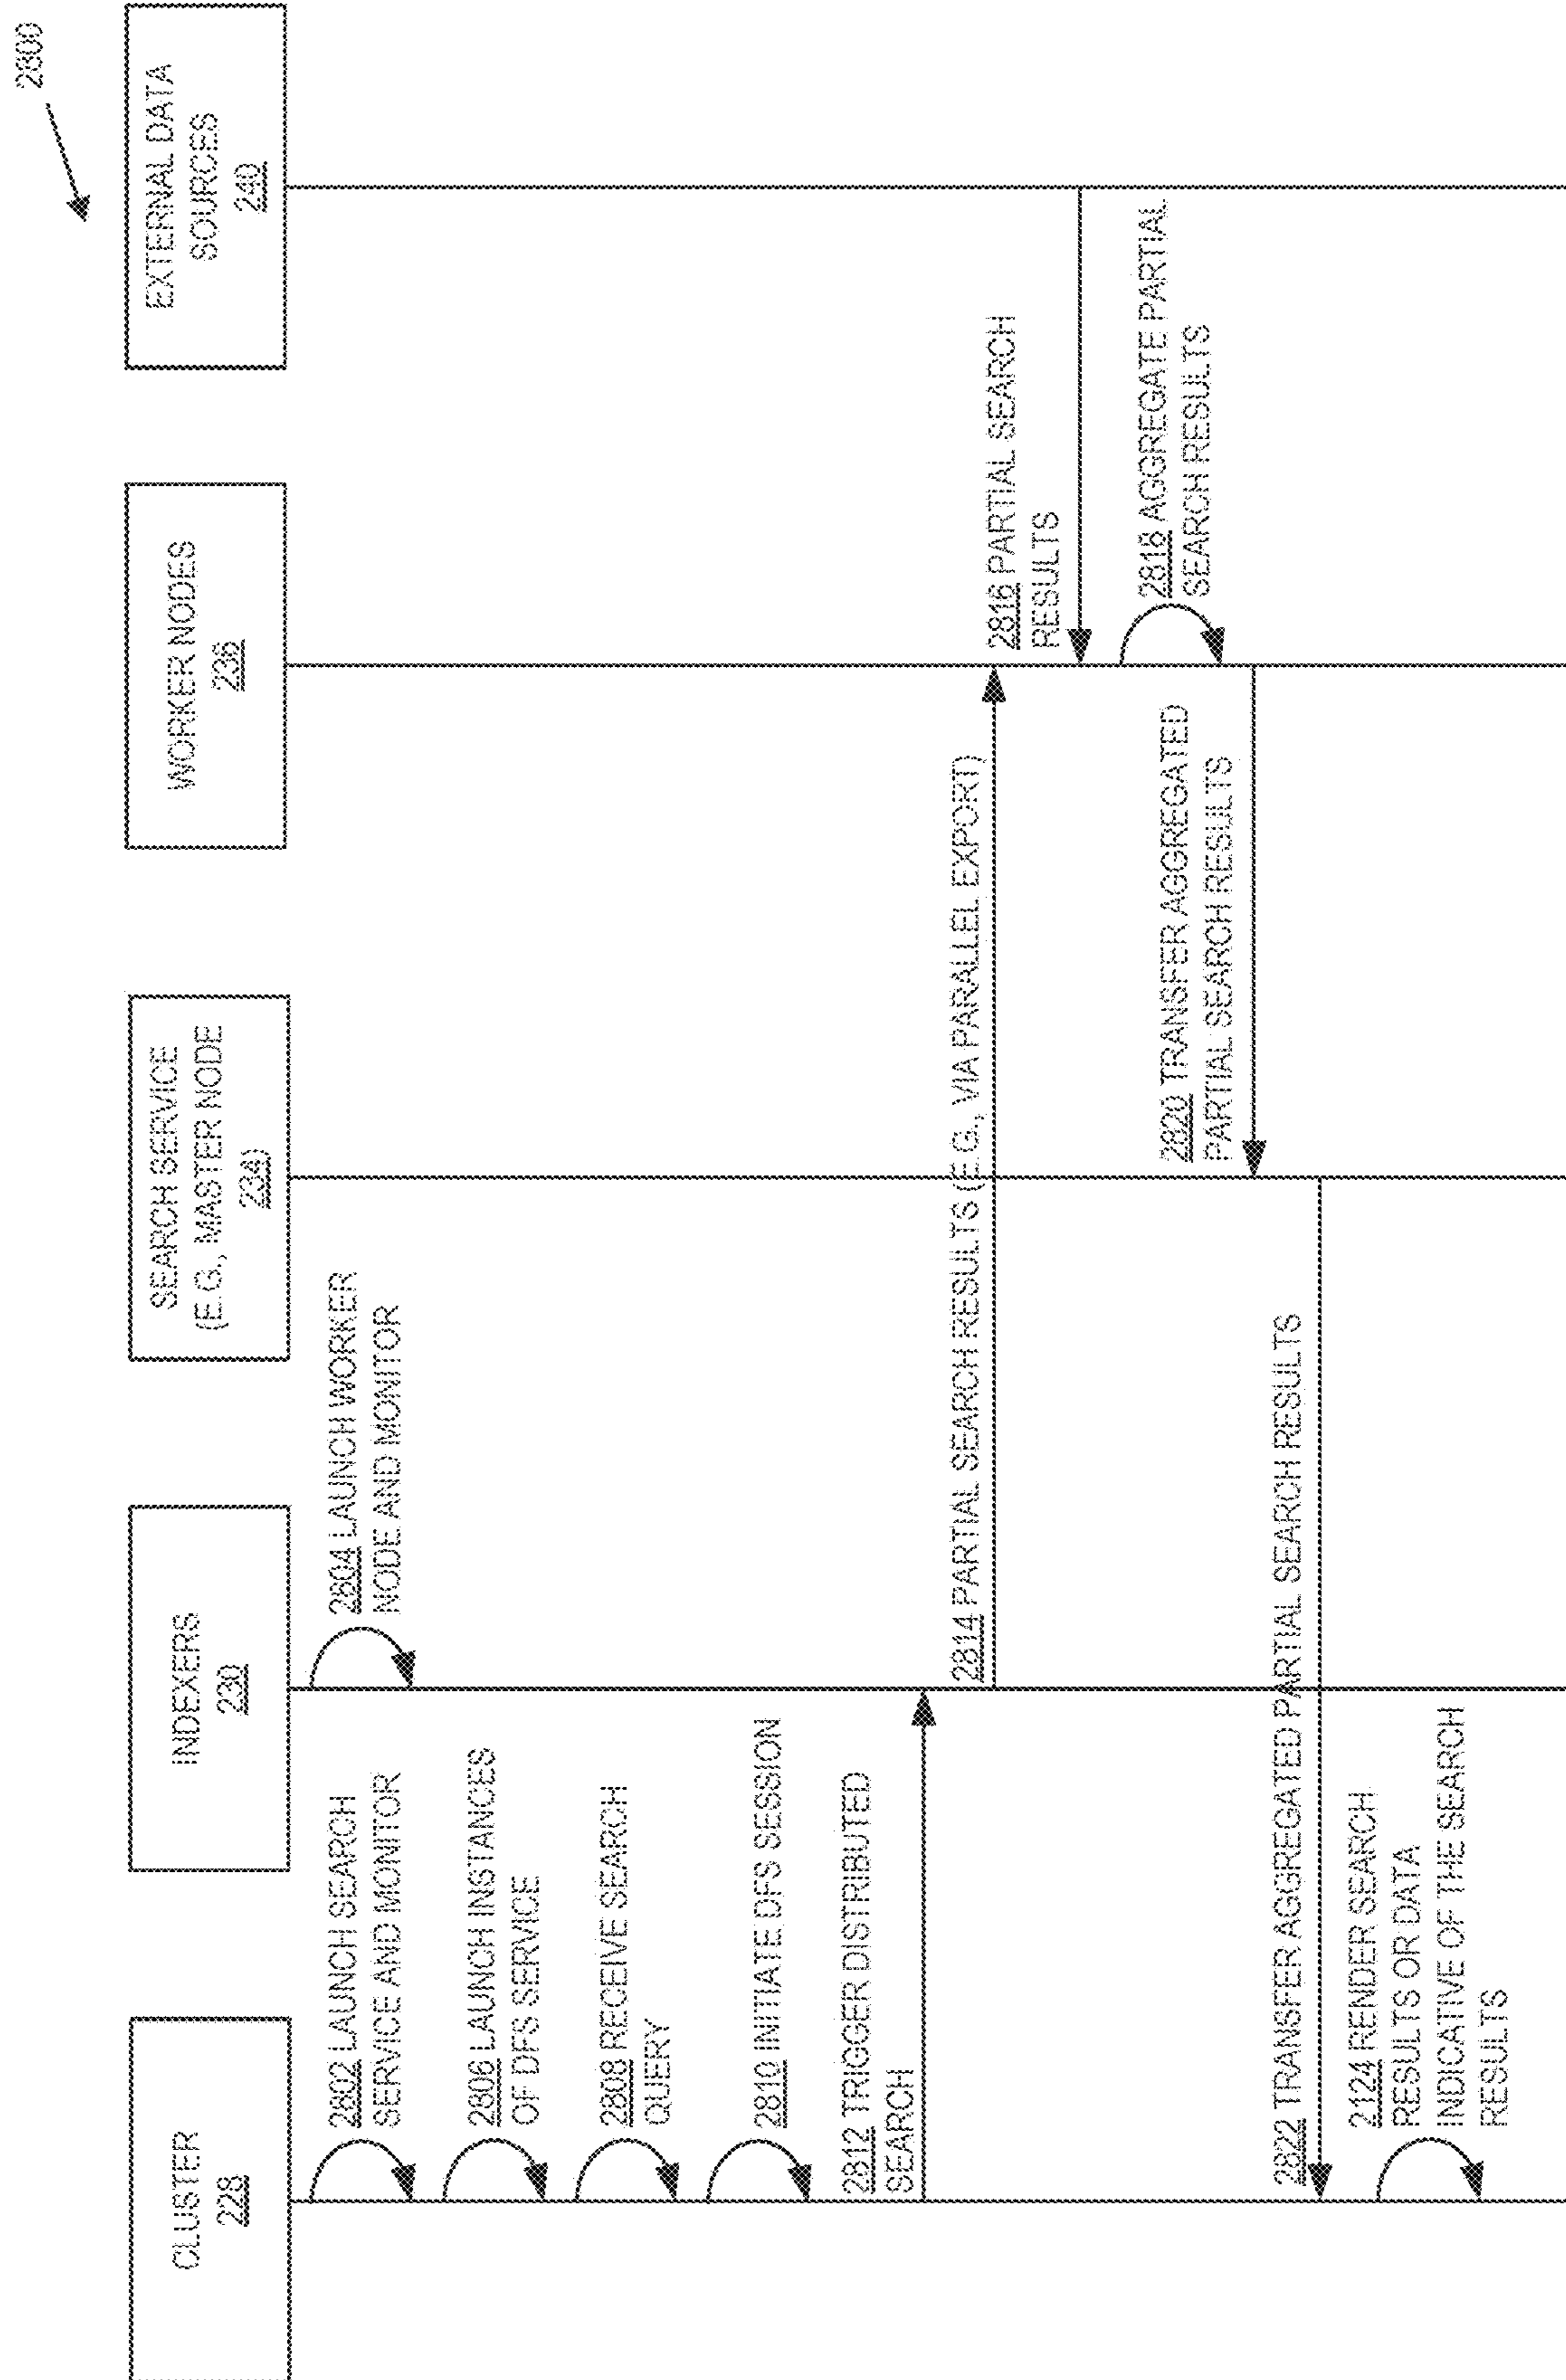 2800
CLUSTER
228
INDEXERS
230
SEARCH SERVICE
(E.G., MASTER NODE
234)
WORKER NODES
236
EXTERNAL DATA
SOURCES
240
2802 LAUNCH SEARCH
SERVICE AND MONITOR
2804 LAUNCH WORKER
NODE AND MONITOR
2806 LAUNCH INSTANCES
OF DFS SERVICE
2808 RECEIVE SEARCH
QUERY
2810 INITIATE DFS SESSION
2812 TRIGGER DISTRIBUTED
SEARCH
2814 PARTIAL SEARCH RESULTS (E.G., VIA PARALLEL EXPORT)
2816 PARTIAL SEARCH
RESULTS
2818 AGGREGATE PARTIAL
SEARCH RESULTS
2820 TRANSFER AGGREGATED
PARTIAL SEARCH RESULTS
2822 TRANSFER AGGREGATED PARTIAL SEARCH RESULTS
2124 RENDER SEARCH
RESULTS OR DATA
INDICATIVE OF THE SEARCH
RESULTS